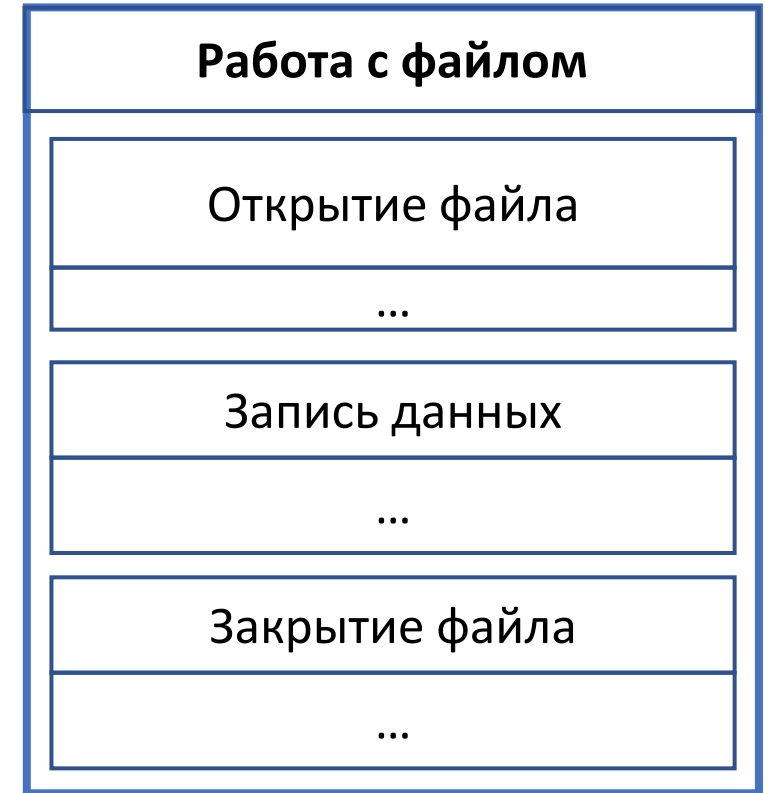 Работа с файлом
Открытие файла
...
Запись данных
...
Закрытие файла
...